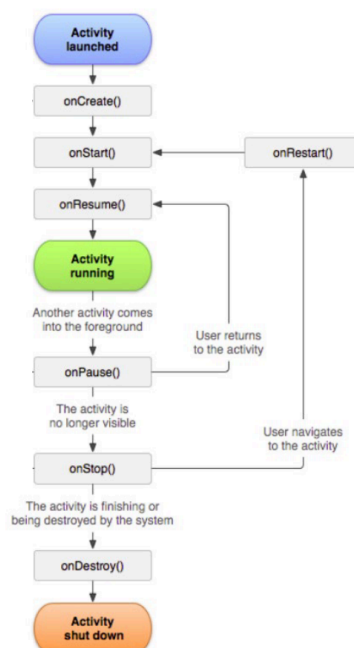 Activity
launched
onCreate()
onStart()
onRestart()
onResume()
Activity
running
Another activity comes
into the foreground
User returns
to the activity
onPause()
The activity is
no longer visible
User navigates
to the activity
onStop()
The activity is finishing or
being destroyed by the system
onDestroy()
Activity
shut down